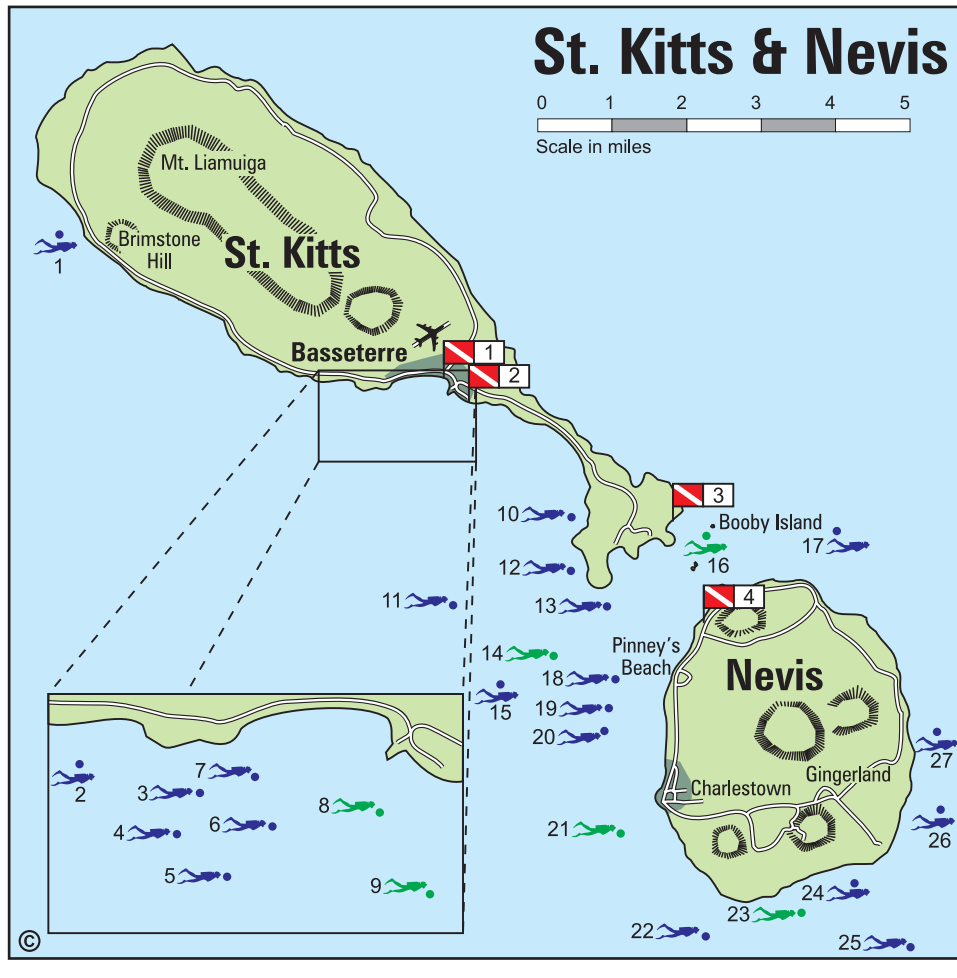 St. Kitts & Nevis
0 1 2 3 4 5
Scale in miles
Mt. Liamuiga
Brimstone
Hill
St. Kitts
1
Basseterre
1
2
3
Booby Island
10
16
17
12
11
13
4
14
Pinney's
Beach
18
Nevis
15
19
20
27
7
2
3
8
4
6
5
9
Gingerland
Charlestown
21
26
24
23
22
25
©